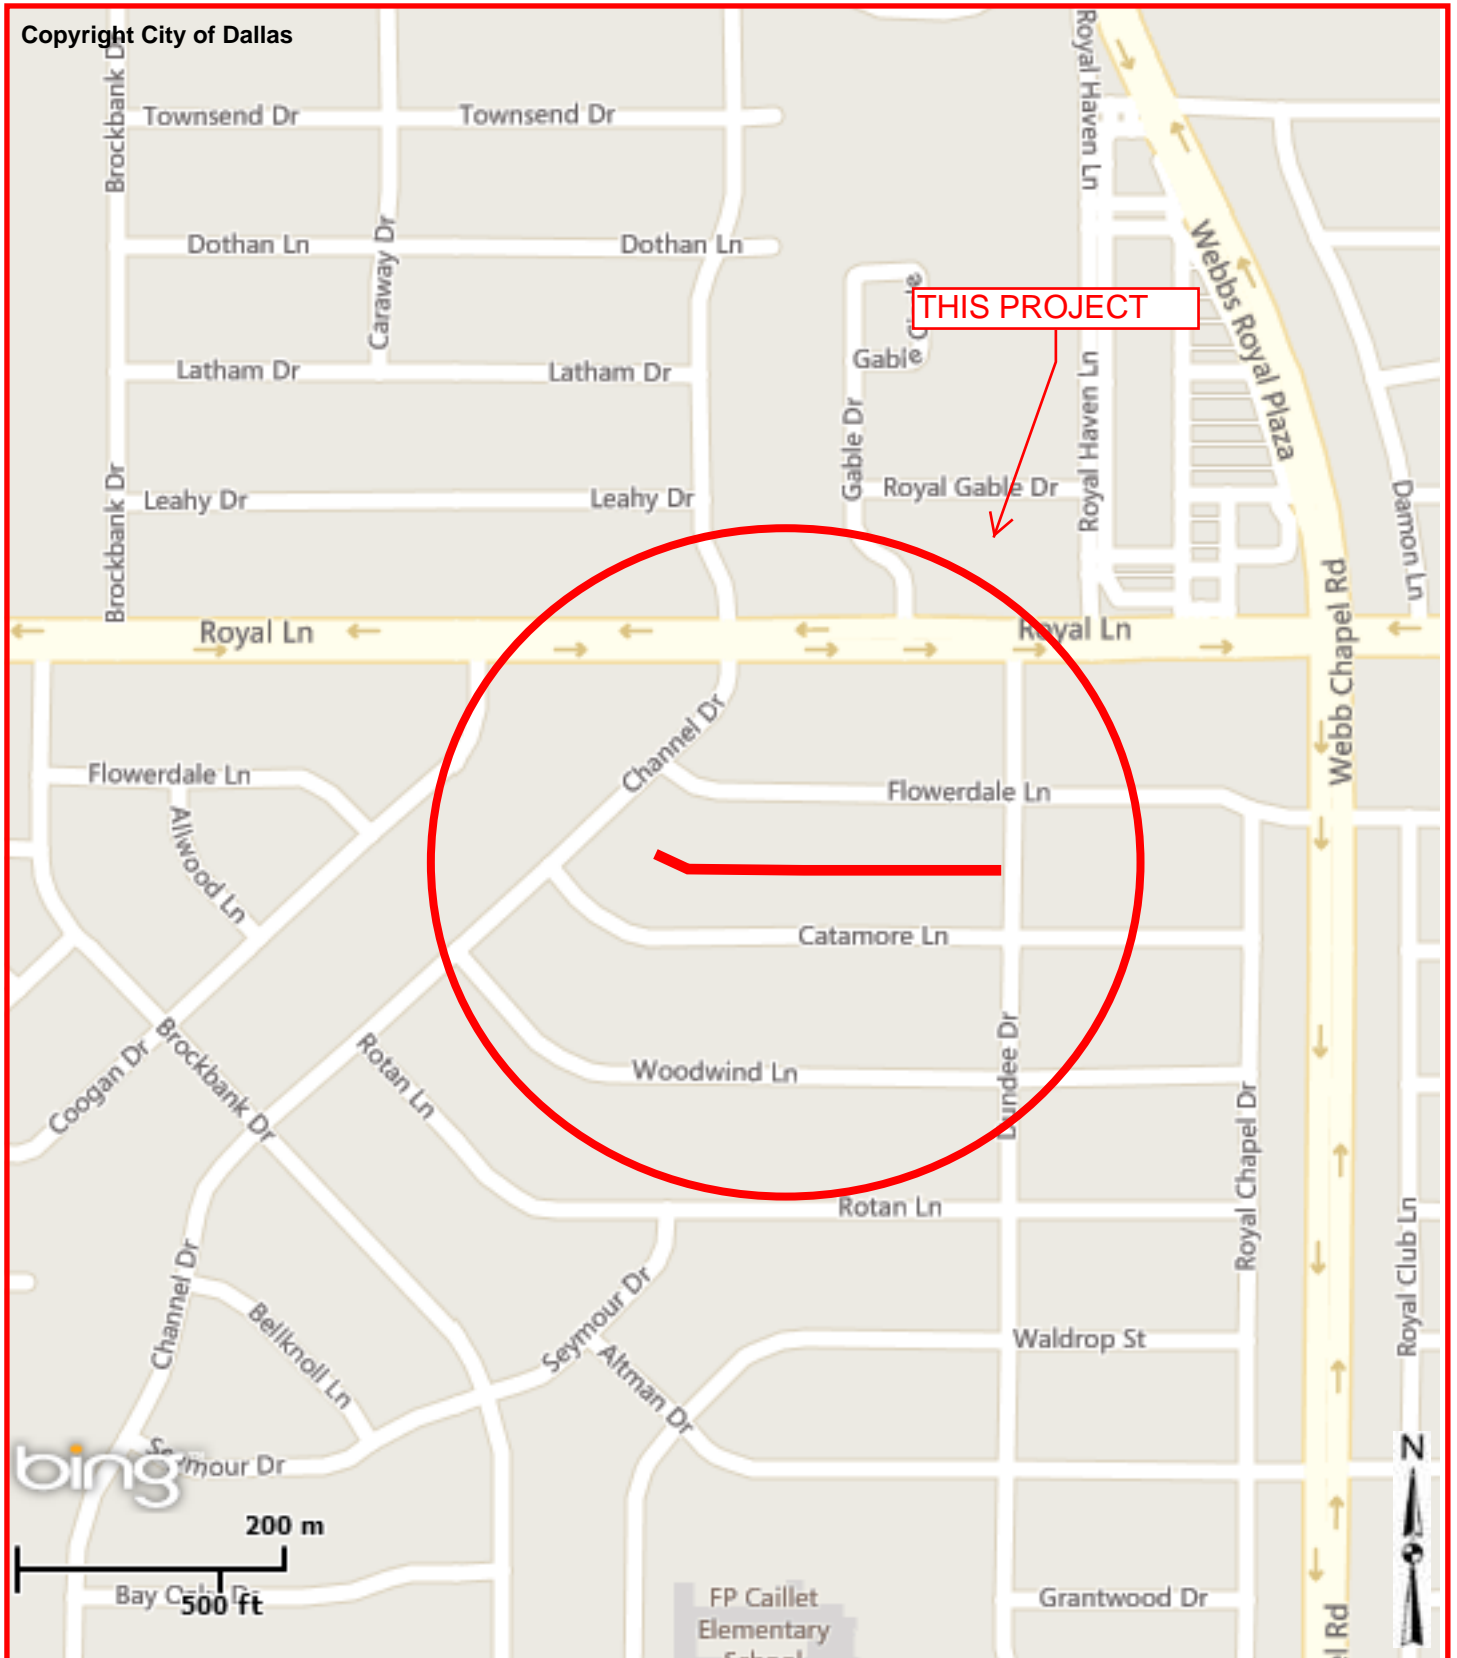 Copyright City of Dallas
Brockbank Dr
Royal Haven Ln
Townsend Dr
Townsend Dr
Dothan Ln
Dothan Ln
Caraway Dr
Webbs Royal Plaza
THIS PROJECT
Gable
Latham Dr
Latham Dr
Gable Dr
Royal Haven Ln
Royal Gable Dr
Brockbank Dr
Leahy Dr
Leahy Dr
Damon Ln
Royal Ln
Royal Ln
Webb Chapel Rd
Channel Dr
Flowerdale Ln
Flowerdale Ln
Allwood Ln
Catamore Ln
Coogan Dr
Brockbank Dr
Rotan Ln
Woodwind Ln
Dundee Dr
Royal Chapel Dr
Rotan Ln
Royal Club Ln
Channel Dr
Bellknoll Ln
Seymour Dr
Altman Dr
Waldrop St
Seymour Dr
bing
N
200 m
500 ft
Bay
FP Caillet
Elementary
School
Grantwood Dr
el Rd